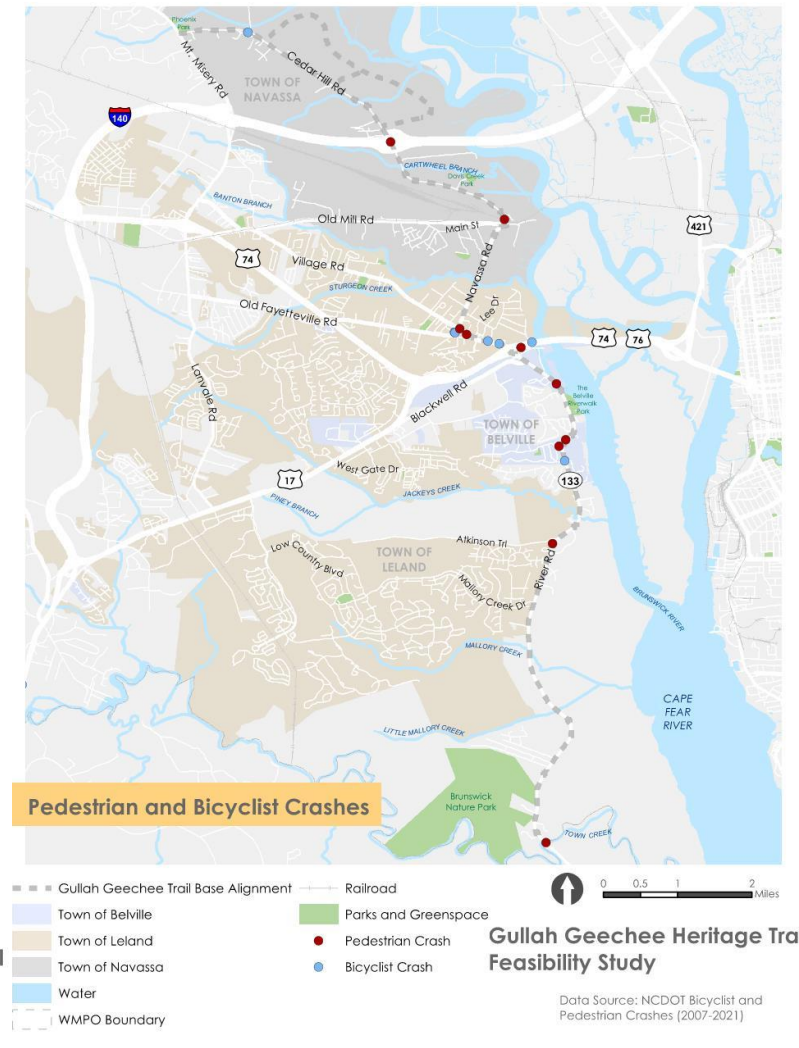 Phoenix
Park
Mt. Misery Rd
Cedar Hill Rd
TOWN OF
NAVASSA
140
CARTWHEEL BRANCH
Davis Creek
Park
BANTON BRANCH
Old Mill Rd
Main St
421
74
Village Rd
Navassa Rd
STURGEON CREEK
Lee Dr
Old Fayetteville Rd
74
76
Lanvale Rd
Blackwell Rd
The
Belville
Riverwalk
Park
TOWN OF
BELVILLE
West Gate Dr
17
133
JACKEYS CREEK
PINEY BRANCH
Atkinson Trl
Low Country Blvd
TOWN OF
LELAND
River Rd
Mallory Creek Dr
BRUNSWICK RIVER
MALLORY CREEK
CAPE
FEAR
RIVER
LITTLE MALLORY CREEK
Pedestrian and Bicyclist Crashes
Brunswick
Nature Park
TOWN CREEK
Gullah Geechee Trail Base Alignment
Town of Belville
Town of Leland
Town of Navassa
Water
WMPO Boundary
Railroad
Parks and Greenspace
Pedestrian Crash
Bicyclist Crash
0 0.5 1 2
Miles
Gullah Geechee Heritage Tra
Feasibility Study
Data Source: NCDOT Bicyclist and
Pedestrian Crashes (2007-2021)